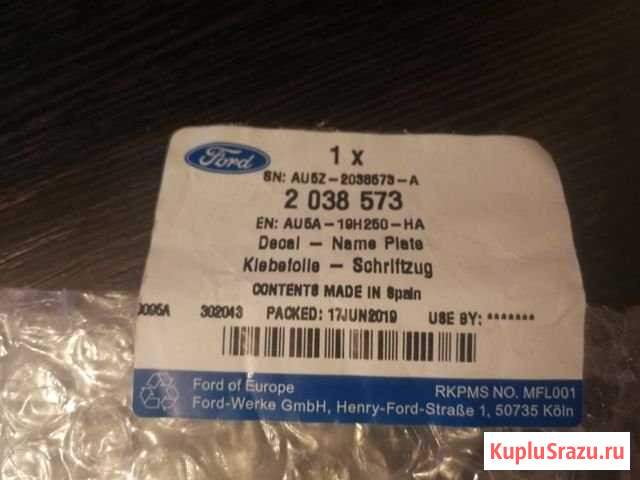 Ford
1 x
SN: AU5Z-2038573-A
2 038 573
EN: AU5A-19H250-HA
Decal - Name Plate
Klebefolie - Schriftzug
CONTENTS MADE IN Spain
0095A 302043 PACKED: 17JUN2019 USE BY: *******
Ford of Europe
RKPMS NO. MFL001
Ford-Werke GmbH, Henry-Ford-Straße 1, 50735 Köln
KupluSrazu.ru